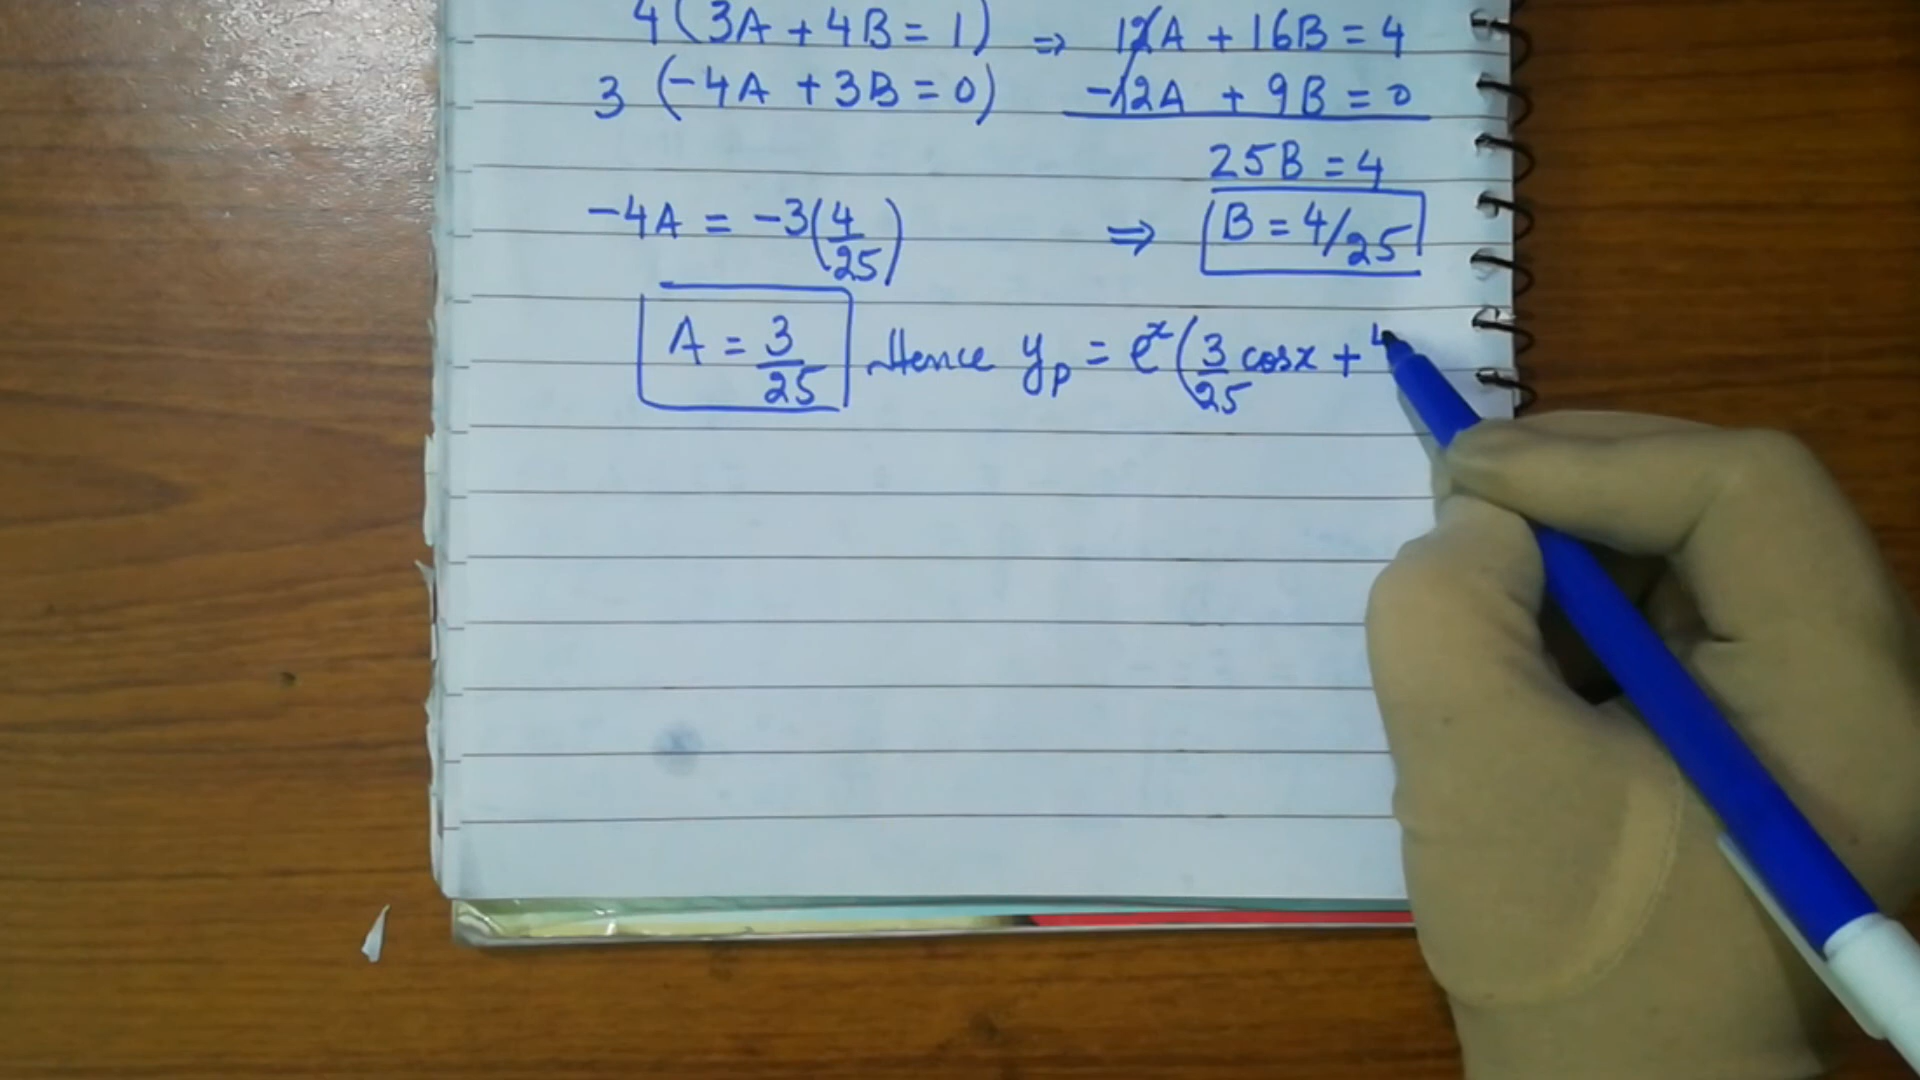 4 (3A + 4B = 1) ⇒ 12A + 16B = 4
3 (-4A + 3B = 0) -12A + 9B = 0
25B = 4
-4A = -3(4/25) ⇒ B = 4/25
A = 3/25 Hence yp = e^x (3/25 cosx + 4